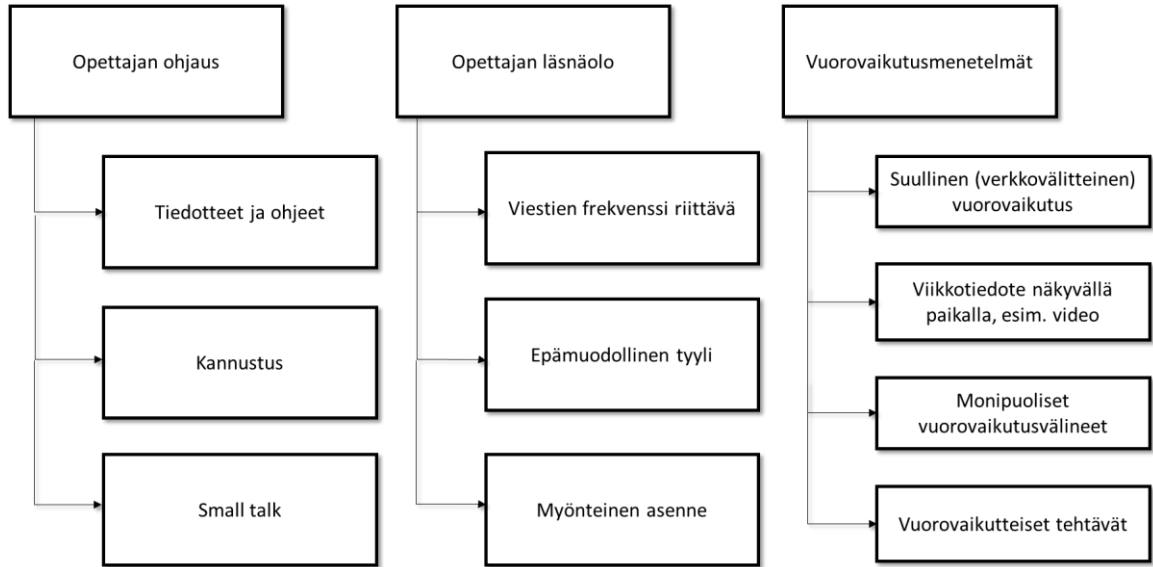 Opettajan ohjaus
Tiedotteet ja ohjeet
Kannustus
Small talk
Opettajan läsnäolo
Viestien frekvenssi riittävä
Epämuodollinen tyyli
Myönteinen asenne
Vuorovaikutusmenetelmät
Suullinen (verkkovälitteinen)
vuorovaikutus
Viikkotiedote näkyvällä
paikalla, esim. video
Monipuoliset
vuorovaikutusvälineet
Vuorovaikutteiset tehtävät